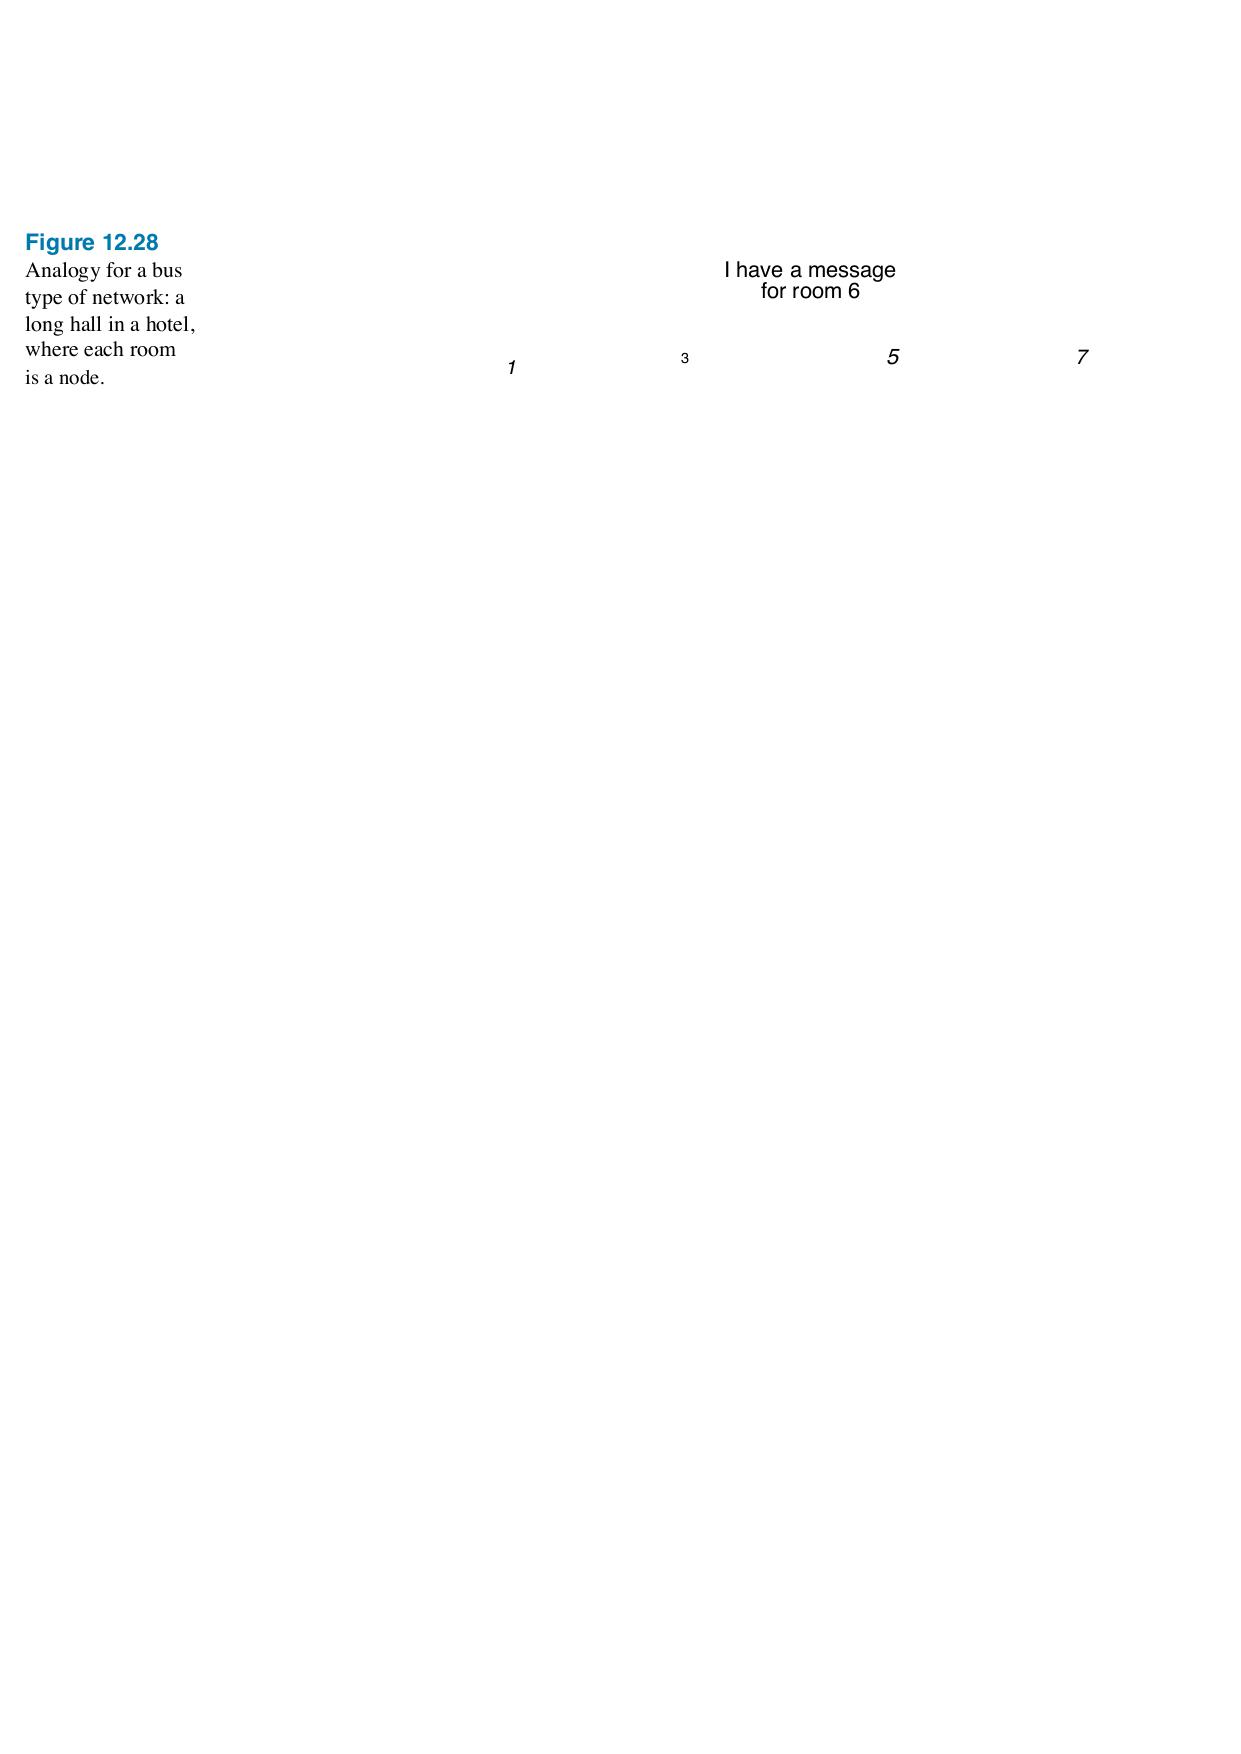 Figure 12.28
Analogy for a bus
type of network: a
long hall in a hotel,
where each room
is a node.
I have a message
for room 6
1
3
5
7